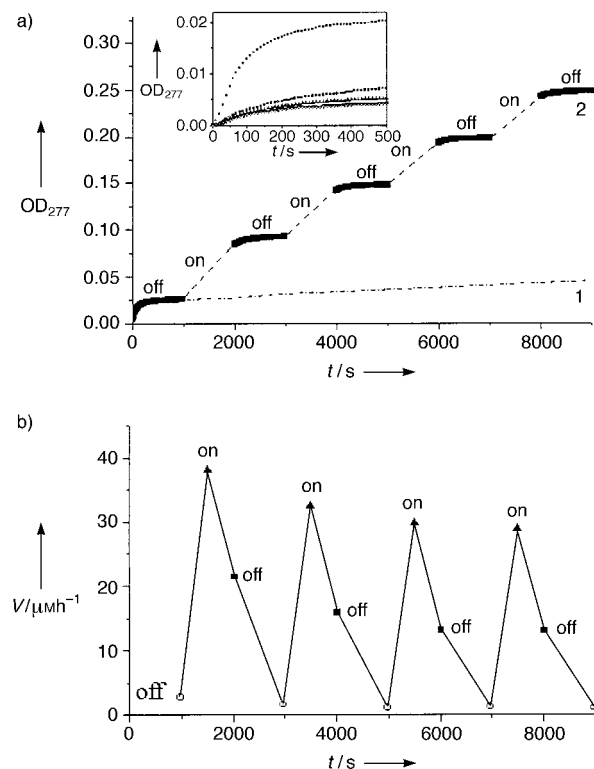 a)
0.30
0.25
0.20
0.15
0.10
0.05
0.00
OD277
0.02
0.01
0.00
OD277
0 100 200 300 400 500
t / s
off
on
off
on
off
on
off
on
off
2
1
2000 4000 6000 8000
t / s
b)
40
30
20
10
0
V/μMh−1
on
on
on
on
off
off
off
off
off
0 2000 4000 6000 8000
t / s